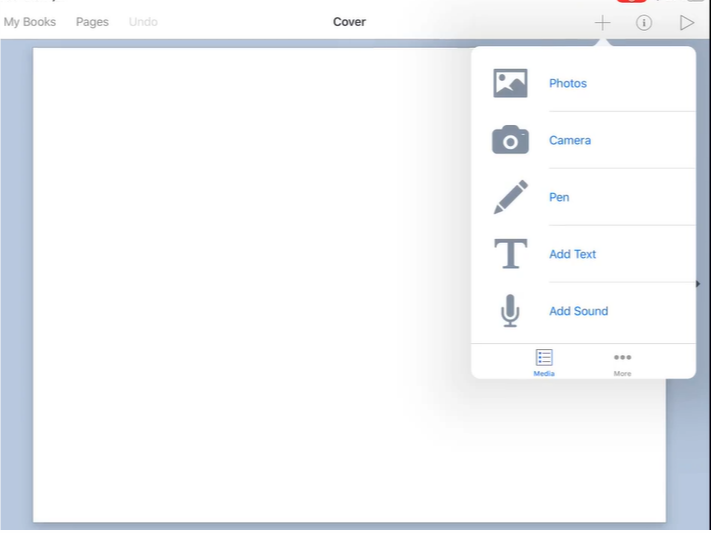 My Books Pages Undo Cover
Photos
Camera
Pen
Add Text
Add Sound
Media More